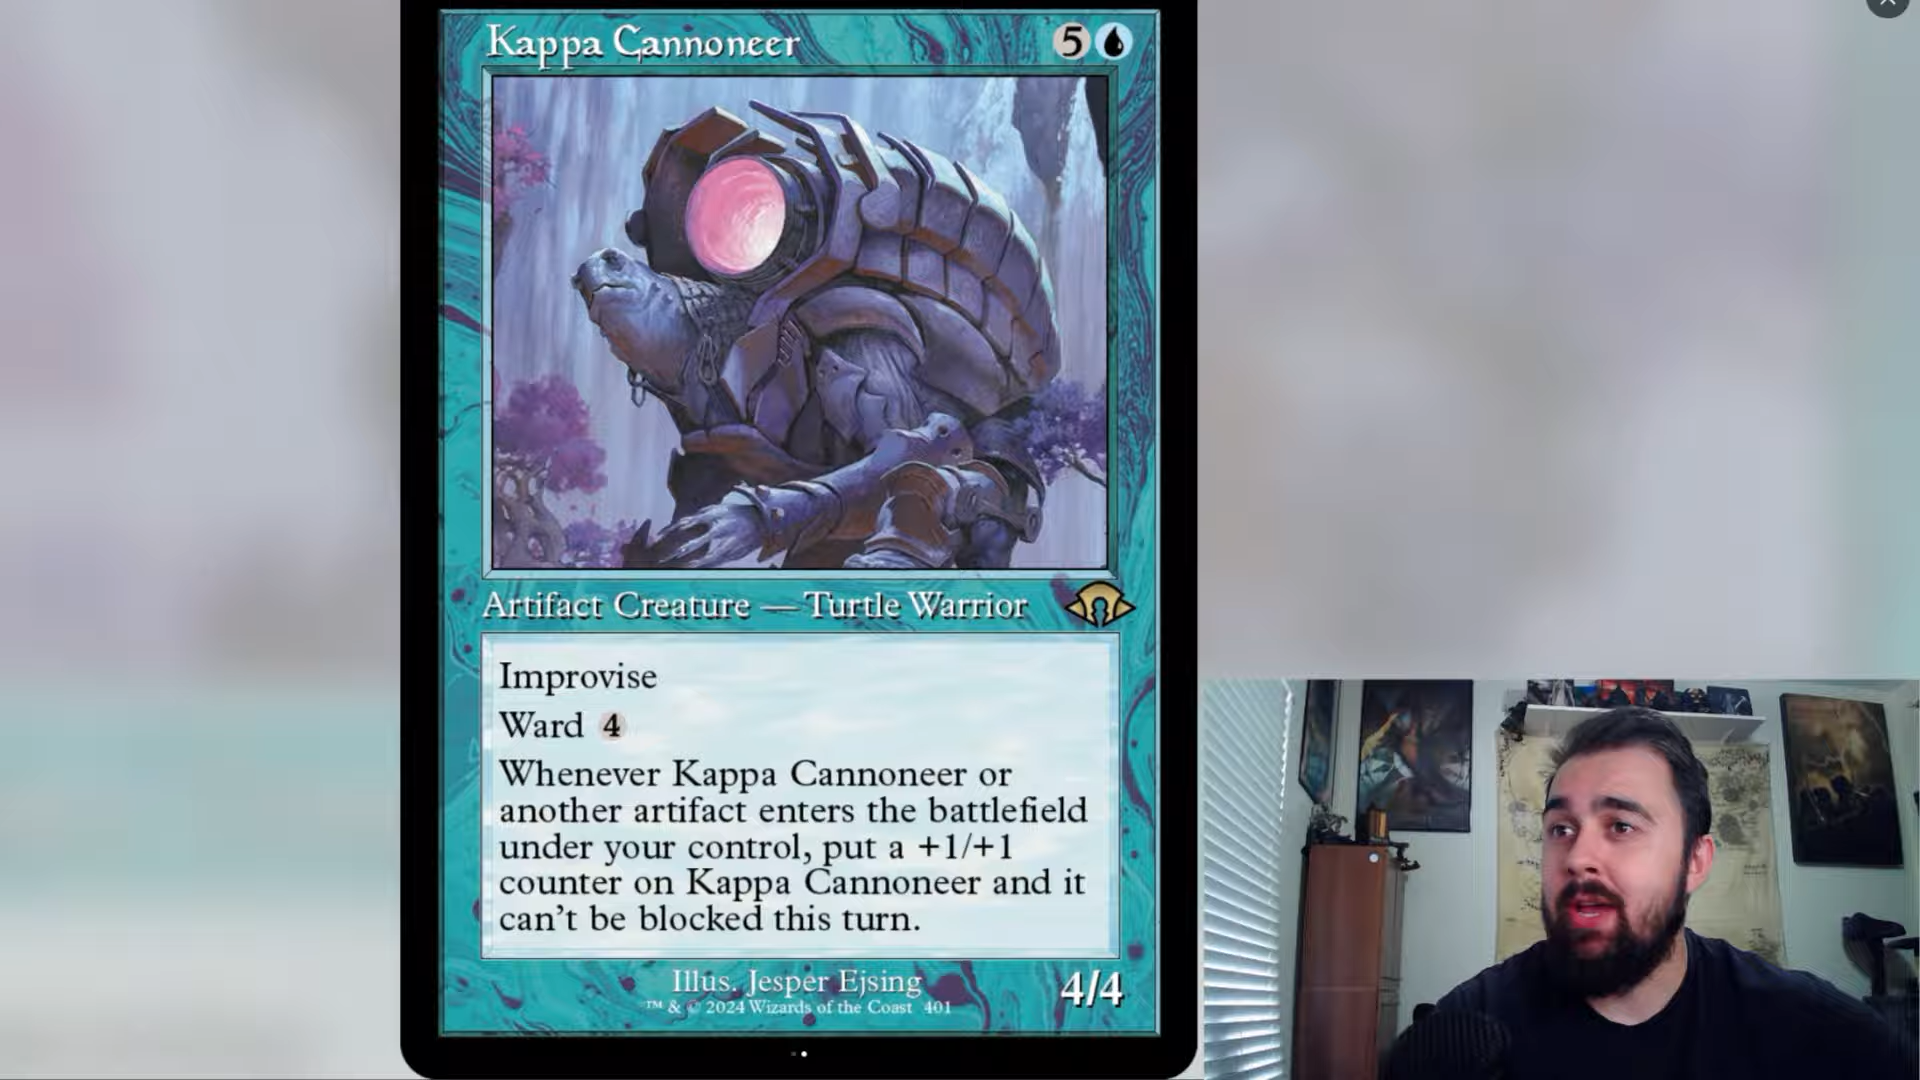 Kappa Cannoneer 5
Artifact Creature — Turtle Warrior
Improvise
Ward 4
Whenever Kappa Cannoneer or
another artifact enters the battlefield
under your control, put a +1/+1
counter on Kappa Cannoneer and it
can't be blocked this turn.
Illus. Jesper Ejsing
™ & © 2024 Wizards of the Coast 401
4/4